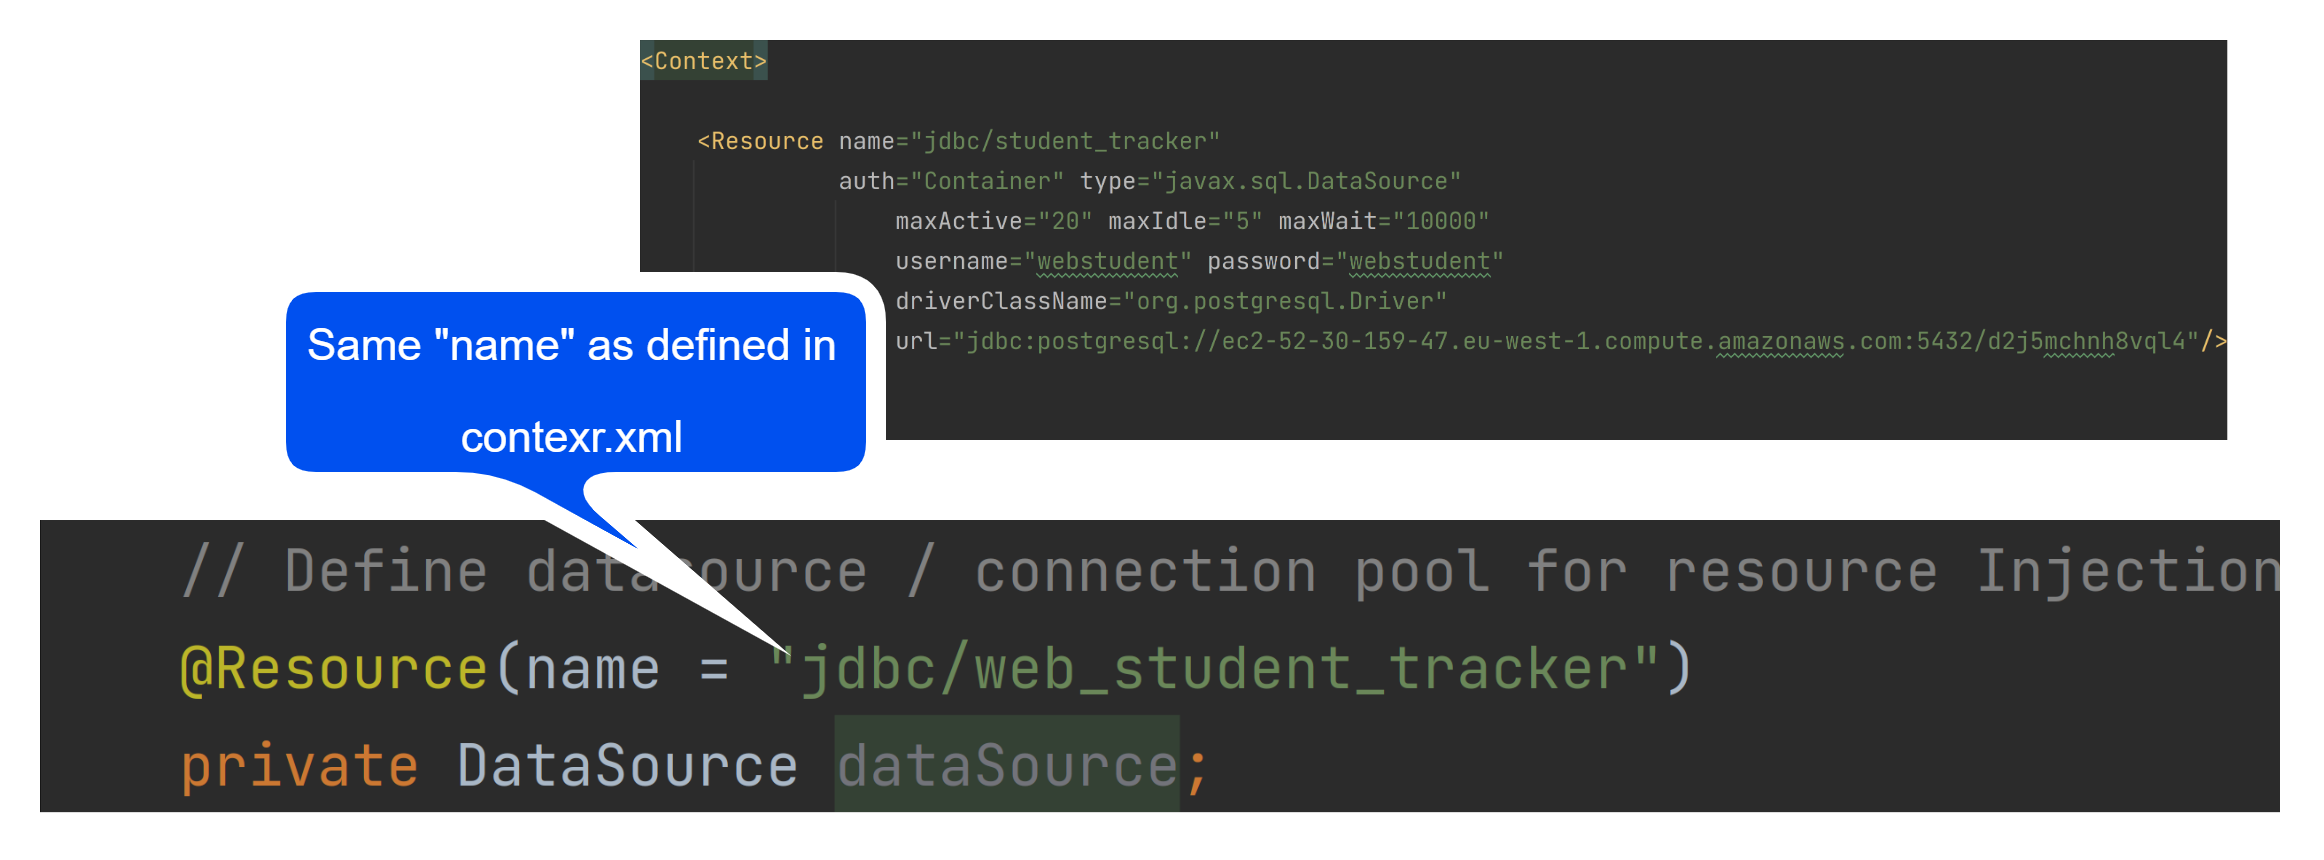 <Context>
<Resource name="jdbc/student_tracker"
auth="Container" type="javax.sql.DataSource"
maxActive="20" maxIdle="5" maxWait="10000"
username="webstudent" password="webstudent"
driverClassName="org.postgresql.Driver"
url="jdbc:postgresql://ec2-52-30-159-47.eu-west-1.compute.amazonaws.com:5432/d2j5mchnh8vql4"/>
Same "name" as defined in
contexr.xml
// Define datasource / connection pool for resource Injection
@Resource(name = "jdbc/web_student_tracker")
private DataSource dataSource;